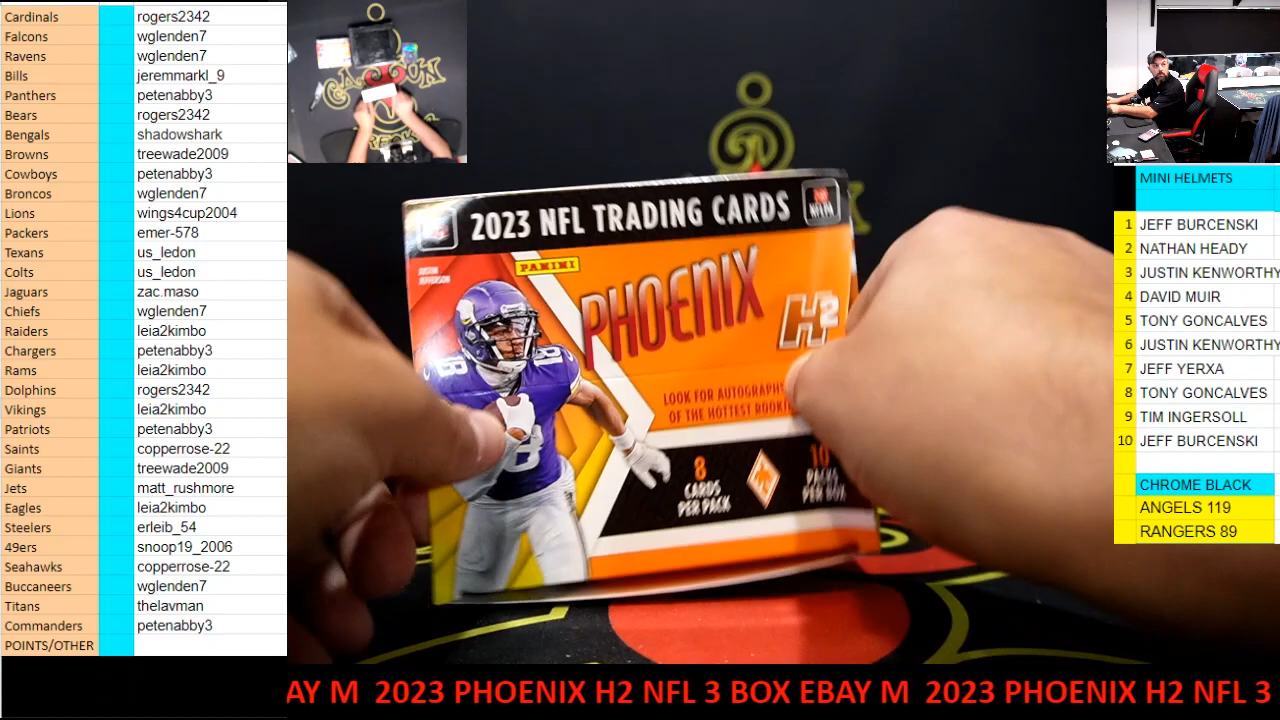 Cardinals rogers2342
Falcons wglenden7
Ravens wglenden7
Bills jeremmarkl_9
Panthers petenabby3
Bears rogers2342
Bengals shadowshark
Browns treewade2009
Cowboys petenabby3
Broncos wglenden7
Lions wings4cup2004
Packers emer-578
Texans us_ledon
Colts us_ledon
Jaguars zac.maso
Chiefs wglenden7
Raiders leia2kimbo
Chargers petenabby3
Rams leia2kimbo
Dolphins rogers2342
Vikings leia2kimbo
Patriots petenabby3
Saints copperrose-22
Giants treewade2009
Jets matt_rushmore
Eagles leia2kimbo
Steelers erleib_54
49ers snoop19_2006
Seahawks copperrose-22
Buccaneers wglenden7
Titans thelavman
Commanders petenabby3
POINTS/OTHER
2023 NFL TRADING CARDS
JUSTIN
JEFFERSON
PANINI
PHOENIX
H2
LOOK FOR AUTOGRAPHS
OF THE HOTTEST ROOKI
8
CARDS
PER PACK
10
PACKS
PER BOX
MINI HELMETS
1 JEFF BURCENSKI
2 NATHAN HEADY
3 JUSTIN KENWORTHY
4 DAVID MUIR
5 TONY GONCALVES
6 JUSTIN KENWORTHY
7 JEFF YERXA
8 TONY GONCALVES
9 TIM INGERSOLL
10 JEFF BURCENSKI
CHROME BLACK
ANGELS 119
RANGERS 89
AY M 2023 PHOENIX H2 NFL 3 BOX EBAY M 2023 PHOENIX H2 NFL 3